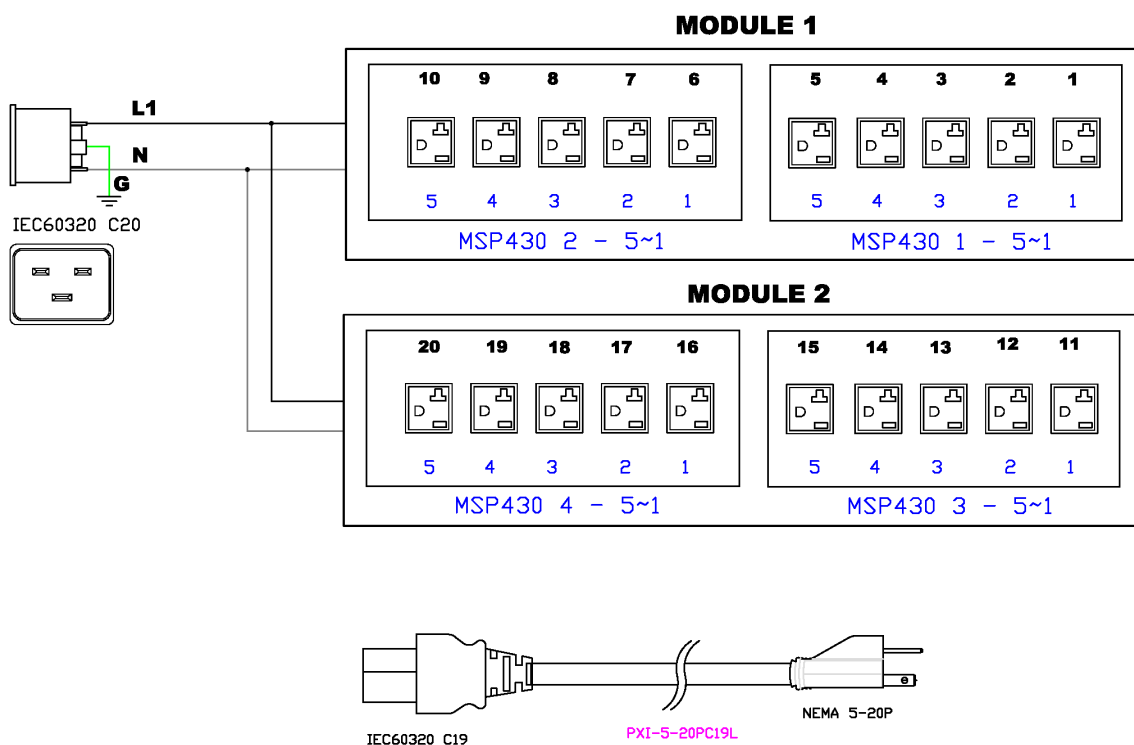 MODULE 1
10 9 8 7 6 5 4 3 2 1
L1
N
G
5 4 3 2 1 5 4 3 2 1
IEC60320 C20
MSP430 2 - 5~1 MSP430 1 - 5~1
MODULE 2
20 19 18 17 16 15 14 13 12 11
5 4 3 2 1 5 4 3 2 1
MSP430 4 - 5~1 MSP430 3 - 5~1
e
NEMA 5-20P
PXI-5-20PC19L
IEC60320 C19